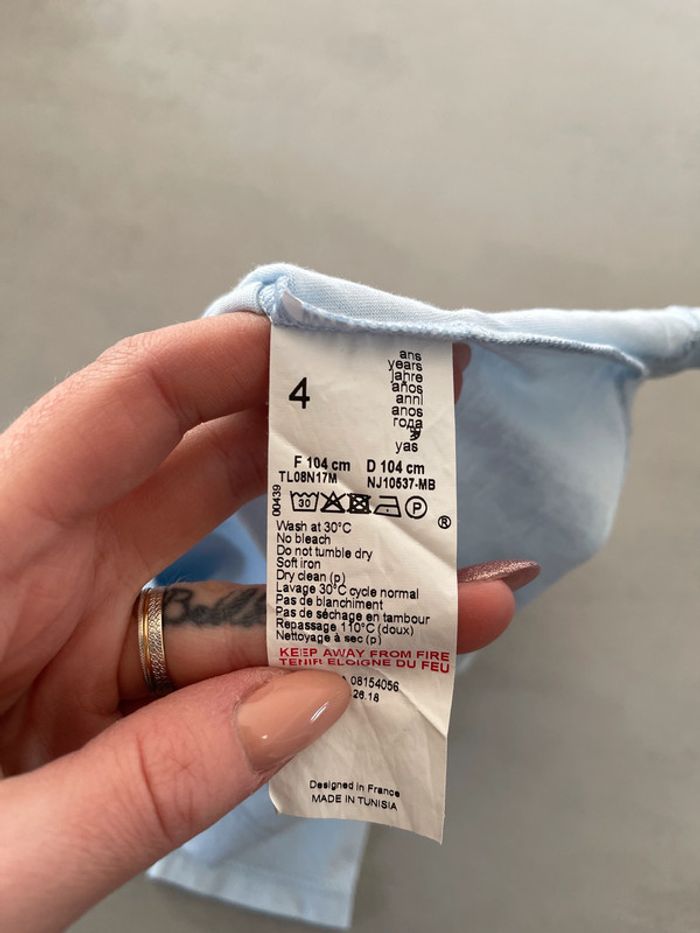 4
ans
years
jahre
años
anni
anos
года
yas
F 104 cm D 104 cm
TL08N17M NJ10537-MB
00439
30 P
®
Wash at 30°C
No bleach
Do not tumble dry
Soft iron
Dry clean (p)
Lavage 30°C cycle normal
Pas de blanchiment
Pas de séchage en tambour
Repassage 110°C (doux)
Nettoyage à sec (p)
KEEP AWAY FROM FIRE
TENIR ELOIGNE DU FEU
08154056
26.18
Designed in France
MADE IN TUNISIA